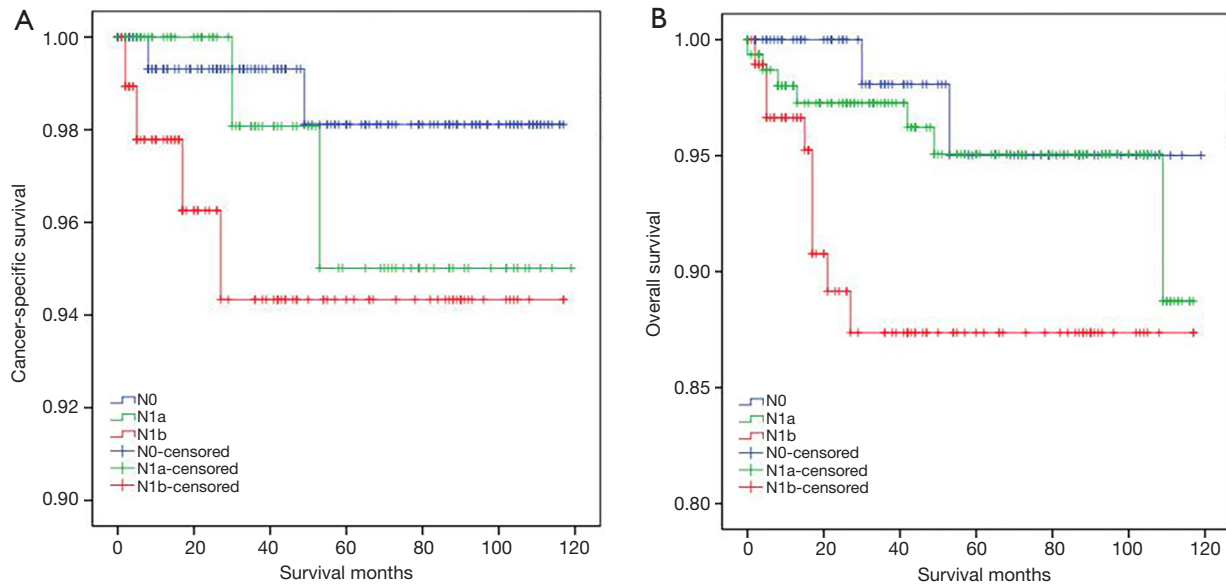 A
Cancer-specific survival
1.00
0.98
0.96
0.94
0.92
0.90
N0
N1a
N1b
N0-censored
N1a-censored
N1b-censored
0 20 40 60 80 100 120
Survival months
B
Overall survival
1.00
0.95
0.90
0.85
0.80
N0
N1a
N1b
N0-censored
N1a-censored
N1b-censored
0 20 40 60 80 100 120
Survival months